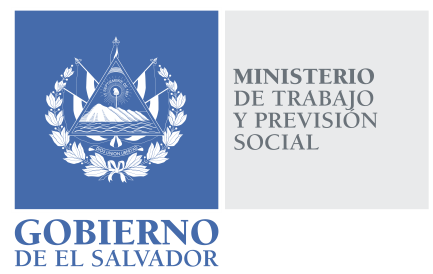 MINISTERIO
DE TRABAJO
Y PREVISIÓN
SOCIAL
GOBIERNO
DE EL SALVADOR